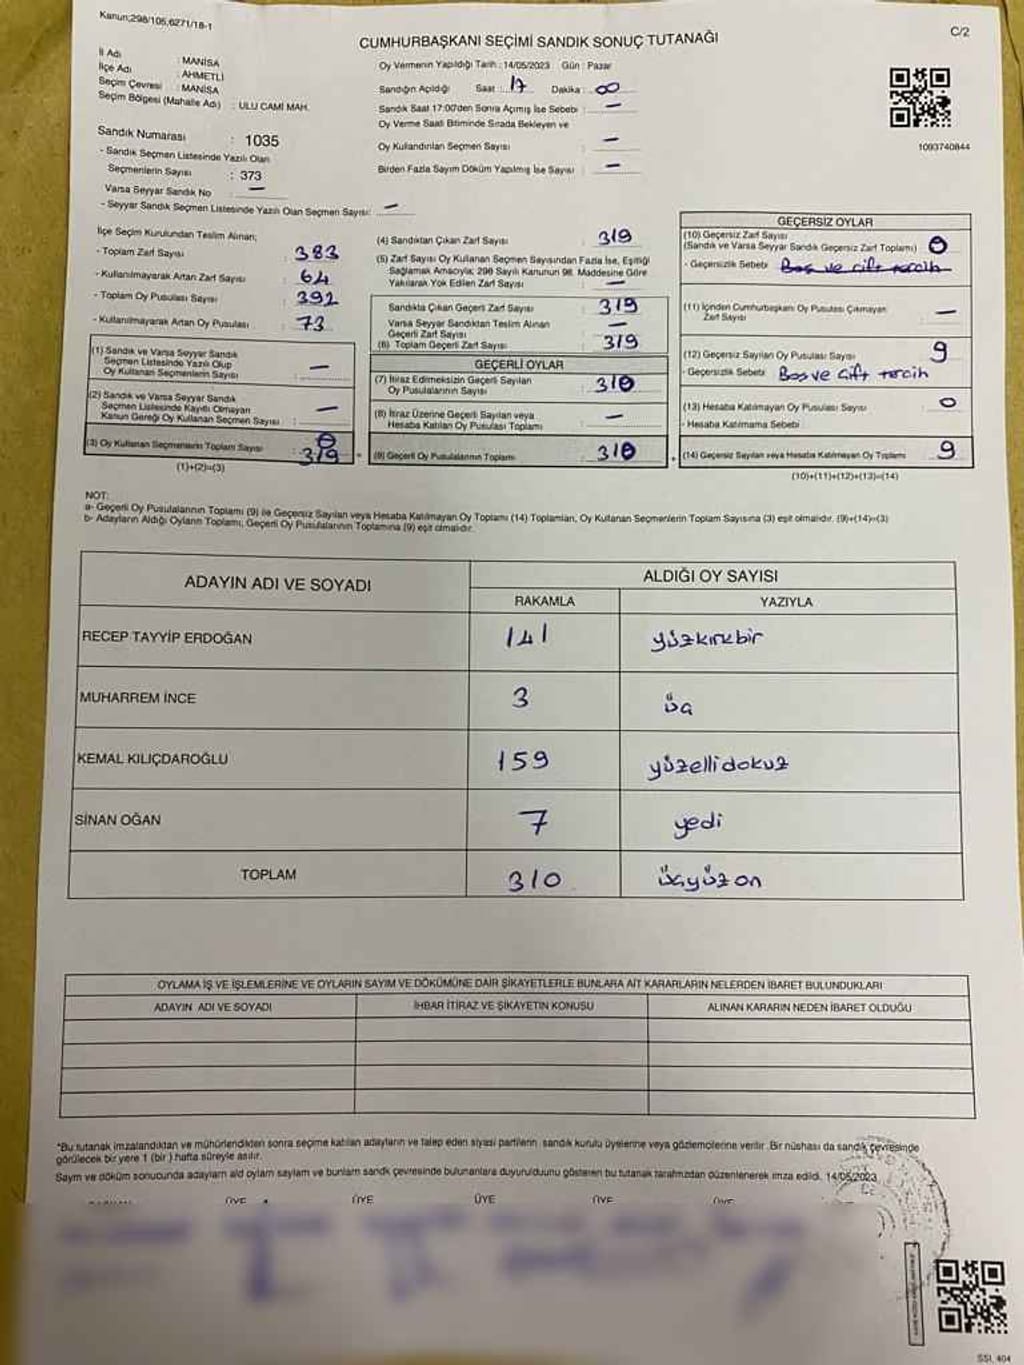 Kanun;298/105,6271/18-1
C/2
CUMHURBAŞKANI SEÇİMİ SANDIK SONUÇ TUTANAĞI
İl Adı : MANİSA
İlçe Adı : AHMETLİ
Seçim Çevresi : MANİSA
Seçim Bölgesi (Mahalle Adı) : ULU CAMİ MAH.
Sandık Numarası : 1035
- Sandık Seçmen Listesinde Yazılı Olan
Seçmenlerin Sayısı : 373
Varsa Seyyar Sandık No —
- Seyyar Sandık Seçmen Listesinde Yazılı Olan Seçmen Sayısı: —
Oy Vermenin Yapıldığı Tarih : 14/05/2023 Gün : Pazar
Sandığın Açıldığı Saat : 17 Dakika : 00
Sandık Saat 17:00'den Sonra Açımış İse Sebebi : —
Oy Verme Saati Bitiminde Sırada Bekleyen ve
Oy Kullandırılan Seçmen Sayısı : —
Birden Fazla Sayım Döküm Yapılmış İse Sayısı : —
1093740844
İlçe Seçim Kurulundan Teslim Alınan;
- Toplam Zarf Sayısı : 383
- Kullanılmayarak Artan Zarf Sayısı : 64
- Toplam Oy Pusulası Sayısı : 392
- Kullanılmayarak Artan Oy Pusulası : 73
(1) Sandık ve Varsa Seyyar Sandık
Seçmen Listesinde Yazılı Olup
Oy Kullanan Seçmenlerin Sayısı : —
(2) Sandık ve Varsa Seyyar Sandık
Seçmen Listesinde Kayıtlı Olmayan
Kanun Gereği Oy Kullanan Seçmen Sayısı : —
0
(3) Oy Kullanan Seçmenlerin Toplam Sayısı : 319
(1)+(2)=(3)
(4) Sandıktan Çıkan Zarf Sayısı : 319
(5) Zarf Sayısı Oy Kullanan Seçmen Sayısından Fazla İse, Eşitliği
Sağlamak Amacıyla; 298 Sayılı Kanunun 98. Maddesine Göre
Yakılarak Yok Edilen Zarf Sayısı : —
Sandıkta Çıkan Geçerli Zarf Sayısı : 319
Varsa Seyyar Sandıktan Teslim Alınan
Geçerli Zarf Sayısı : —
(6) Toplam Geçerli Zarf Sayısı : 319
GEÇERLİ OYLAR
(7) İtiraz Edilmeksizin Geçerli Sayılan
Oy Pusulalarının Sayısı : 310
(8) İtiraz Üzerine Geçerli Sayılan veya
Hesaba Katılan Oy Pusulası Toplamı : —
(9) Geçerli Oy Pusulalarının Toplamı : 310
GEÇERSİZ OYLAR
(10) Geçersiz Zarf Sayısı
(Sandık ve Varsa Seyyar Sandık Geçersiz Zarf Toplamı) : 0
- Geçersizlik Sebebi : Boş ve çift tercih
(11) İçinden Cumhurbaşkanı Oy Pusulası Çıkmayan
Zarf Sayısı : —
(12) Geçersiz Sayılan Oy Pusulası Sayısı : 9
- Geçersizlik Sebebi : Boş ve Çift tercih
(13) Hesaba Katılmayan Oy Pusulası Sayısı : 0
- Hesaba Katılmama Sebebi :
(14) Geçersiz Sayılan veya Hesaba Katılmayan Oy Toplamı : 9
(10)+(11)+(12)+(13)=(14)
NOT:
a- Geçerli Oy Pusulalarının Toplamı (9) ile Geçersiz Sayılan veya Hesaba Katılmayan Oy Toplamı (14) Toplamları, Oy Kullanan Seçmenlerin Toplam Sayısına (3) eşit olmalıdır. (9)+(14)=(3)
b- Adayların Aldığı Oyların Toplamı, Geçerli Oy Pusulalarının Toplamına (9) eşit olmalıdır.
ADAYIN ADI VE SOYADI
ALDIĞI OY SAYISI
RAKAMLA YAZIYLA
RECEP TAYYİP ERDOĞAN 141 yüzkırkbir
MUHARREM İNCE 3 üç
KEMAL KILIÇDAROĞLU 159 yüzellidokuz
SİNAN OĞAN 7 yedi
TOPLAM 310 üçyüzon
OYLAMA İŞ VE İŞLEMLERİNE VE OYLARIN SAYIM VE DÖKÜMÜNE DAİR ŞİKAYETLERLE BUNLARA AİT KARARLARIN NELERDEN İBARET BULUNDUKLARI
ADAYIN ADI VE SOYADI İHBAR İTİRAZ VE ŞİKAYETİN KONUSU ALINAN KARARIN NEDEN İBARET OLDUĞU
*Bu tutanak imzalandıktan ve mühürlendikten sonra seçime katılan adayların ve talep eden siyasi partilerin sandık kurulu üyelerine veya gözlemcilerine verilir. Bir nüshası da sandık çevresinde
görülecek bir yere 1 (bir) hafta süreyle asılır.
Sayım ve döküm sonucunda adayların ald oyların sayıların ve bunların sandık çevresinde bulunanlara duyurulduunu gösteren bu tutanak tarafımızdan düzenlenerek imza edildi. 14/05/2023
ÜYE ÜYE ÜYE ÜYE ÜYE
SSI, 404